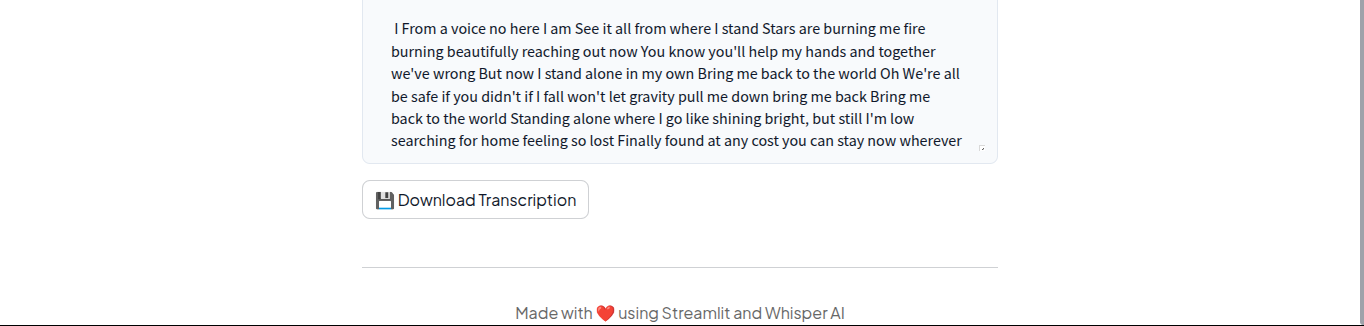 I From a voice no here I am See it all from where I stand Stars are burning me fire
burning beautifully reaching out now You know you'll help my hands and together
we've wrong But now I stand alone in my own Bring me back to the world Oh We're all
be safe if you didn't if I fall won't let gravity pull me down bring me back Bring me
back to the world Standing alone where I go like shining bright, but still I'm low
searching for home feeling so lost Finally found at any cost you can stay now wherever
💾 Download Transcription
Made with ❤️ using Streamlit and Whisper AI